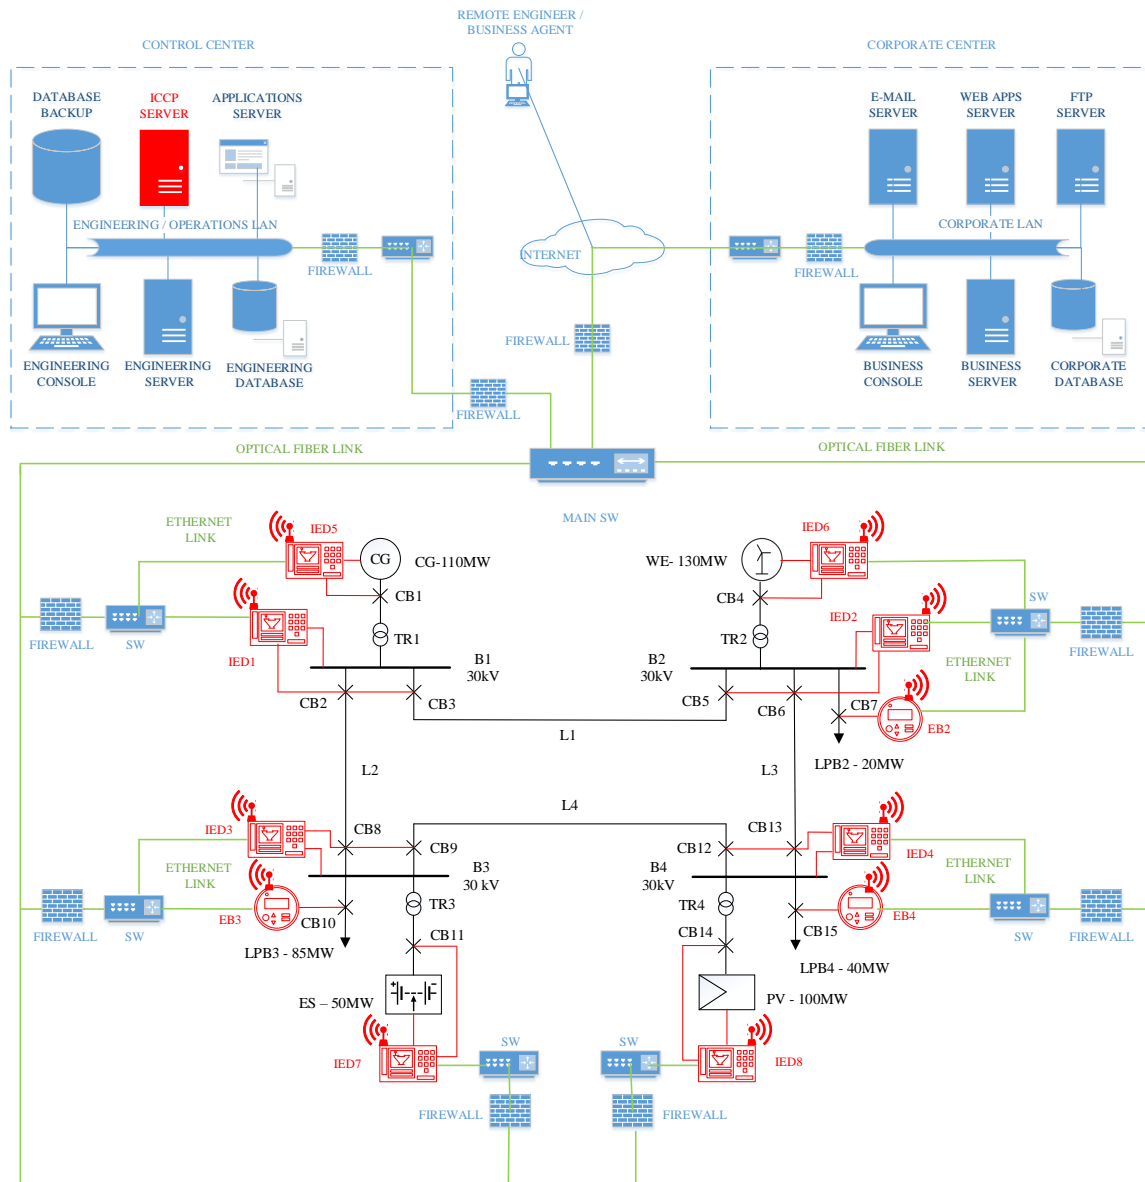 REMOTE ENGINEER /
BUSINESS AGENT
CONTROL CENTER
CORPORATE CENTER
DATABASE
BACKUP
ICCP
SERVER
APPLICATIONS
SERVER
E-MAIL
SERVER
WEB APPS
SERVER
FTP
SERVER
ENGINEERING / OPERATIONS LAN
CORPORATE LAN
INTERNET
FIREWALL
FIREWALL
FIREWALL
ENGINEERING
CONSOLE
ENGINEERING
SERVER
ENGINEERING
DATABASE
BUSINESS
CONSOLE
BUSINESS
SERVER
CORPORATE
DATABASE
FIREWALL
OPTICAL FIBER LINK
OPTICAL FIBER LINK
MAIN SW
ETHERNET
LINK
IED5
CG
CG-110MW
CB1
TR1
IED1
FIREWALL
SW
B1
30kV
CB2
CB3
IED6
WE- 130MW
CB4
TR2
IED2
SW
FIREWALL
ETHERNET
LINK
B2
30kV
CB5
CB6
CB7
EB2
LPB2 - 20MW
L1
L2
L3
L4
IED3
CB8
CB9
CB13
CB12
IED4
ETHERNET
LINK
ETHERNET
LINK
B3
30 kV
B4
30kV
EB3
CB10
TR3
TR4
EB4
CB15
FIREWALL
SW
CB11
CB14
SW
FIREWALL
LPB3 - 85MW
LPB4 - 40MW
ES – 50MW
PV - 100MW
IED7
SW
SW
IED8
FIREWALL
FIREWALL